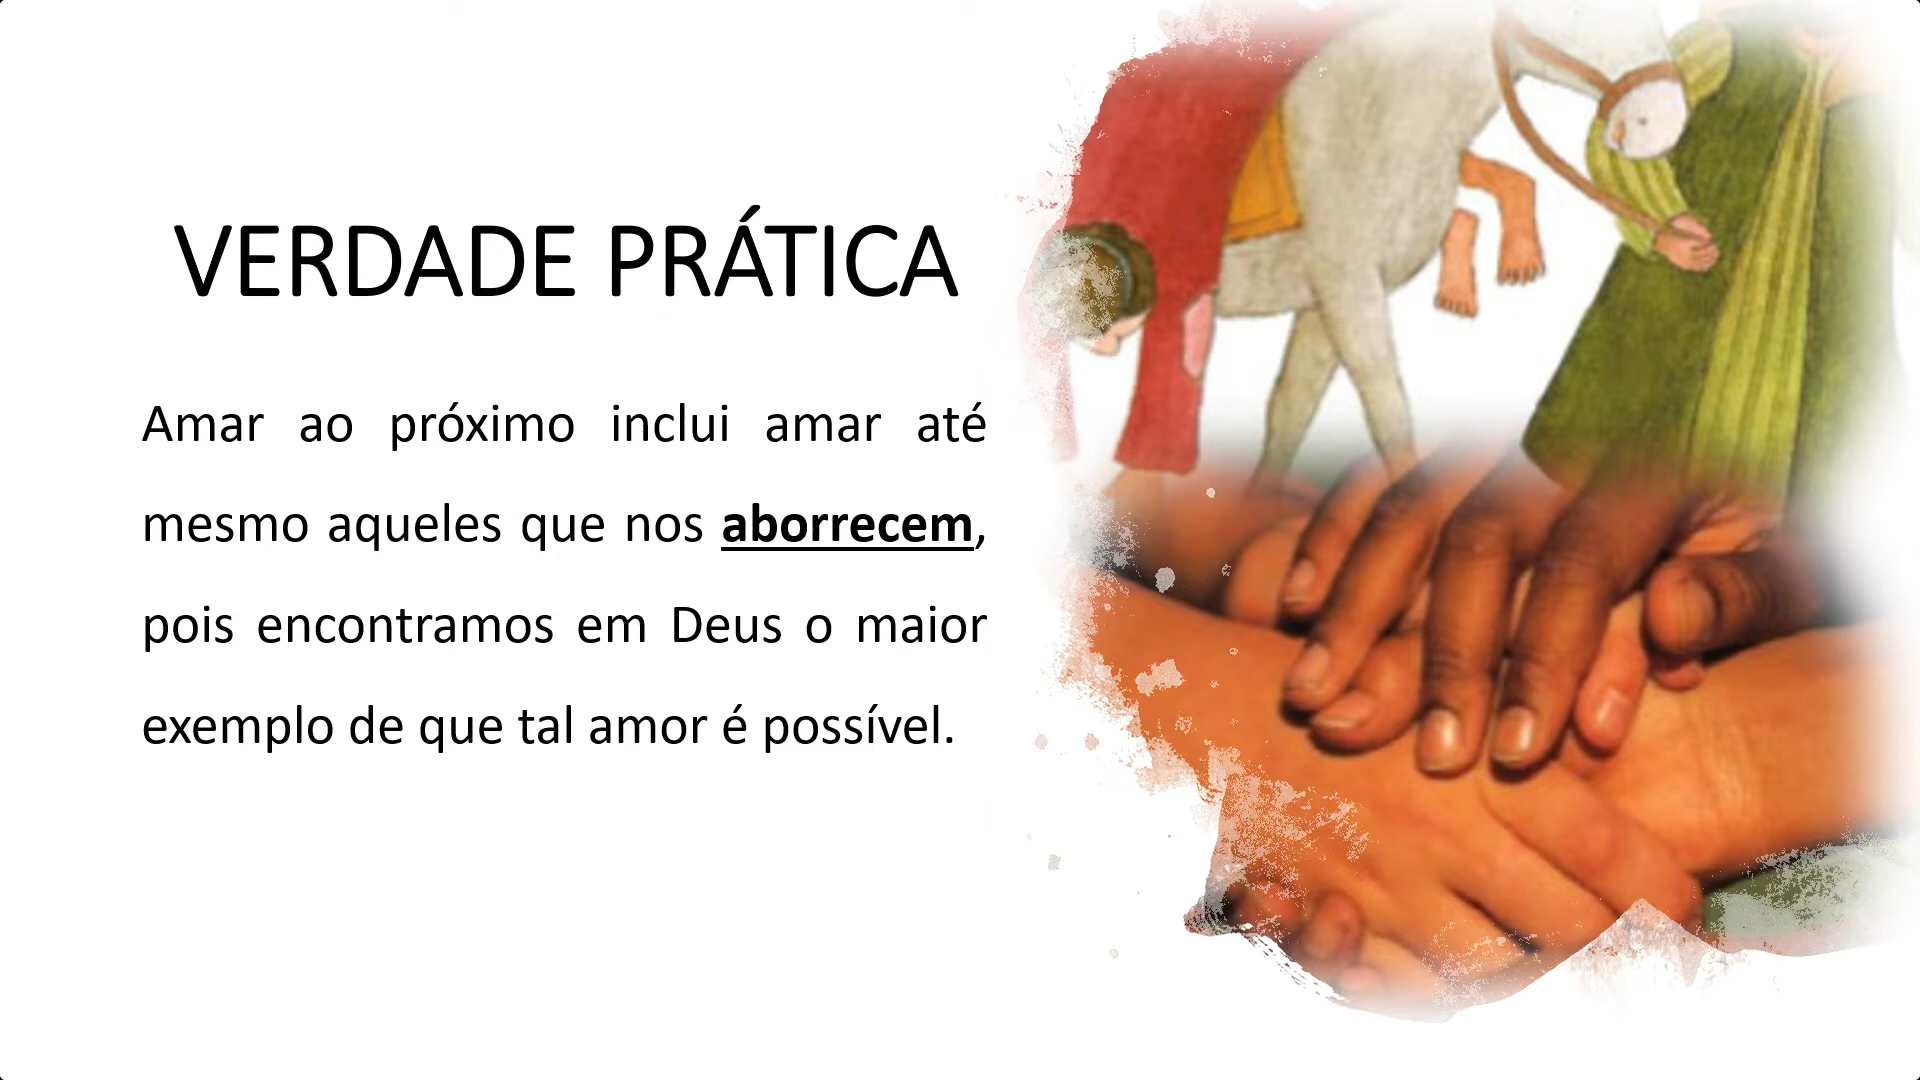 VERDADE PRÁTICA
Amar ao próximo inclui amar até
mesmo aqueles que nos aborrecem,
pois encontramos em Deus o maior
exemplo de que tal amor é possível.